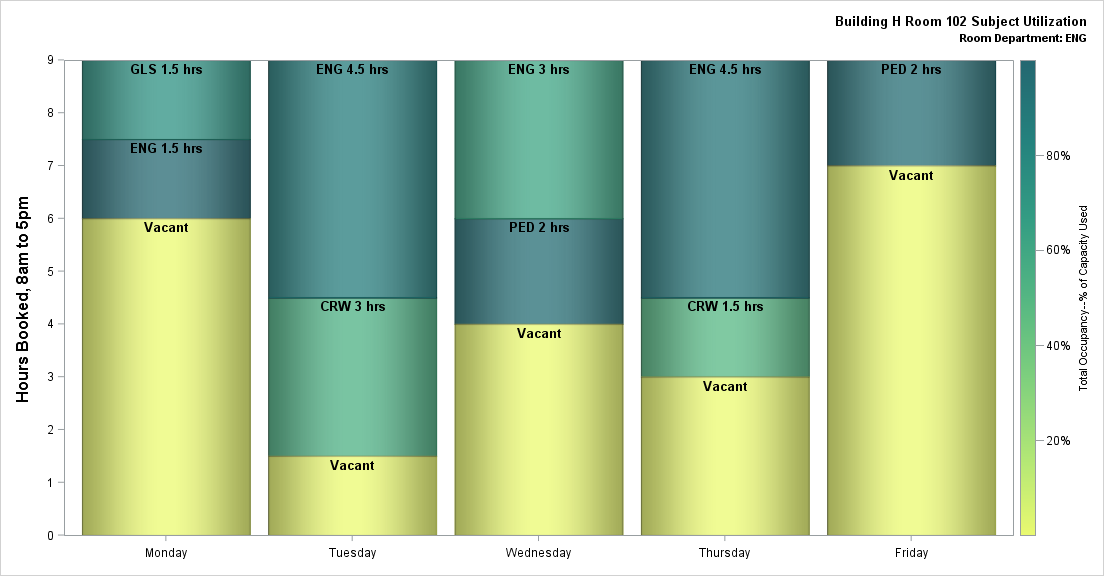 Building H Room 102 Subject Utilization
Room Department: ENG
Hours Booked, 8am to 5pm
9
8
7
6
5
4
3
2
1
0
GLS 1.5 hrs
ENG 1.5 hrs
Vacant
ENG 4.5 hrs
CRW 3 hrs
Vacant
ENG 3 hrs
PED 2 hrs
Vacant
ENG 4.5 hrs
CRW 1.5 hrs
Vacant
PED 2 hrs
Vacant
Monday
Tuesday
Wednesday
Thursday
Friday
80%
60%
40%
20%
Total Occupancy--% of Capacity Used